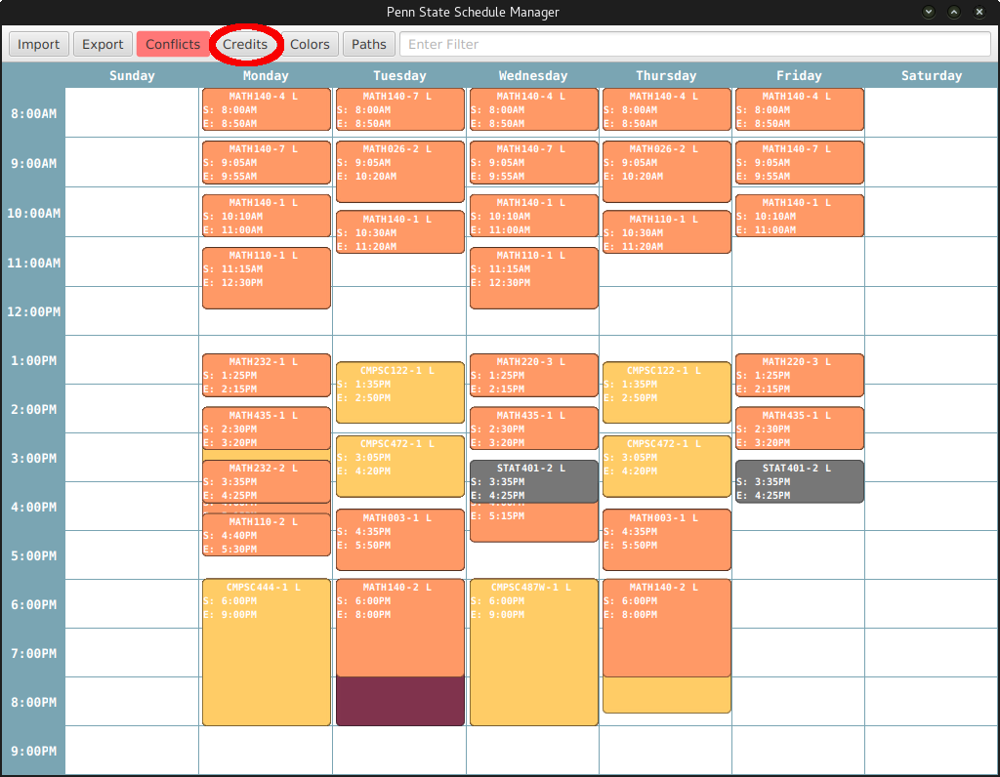 Penn State Schedule Manager
Import Export Conflicts Credits Colors Paths Enter Filter
Sunday Monday Tuesday Wednesday Thursday Friday Saturday
8:00AM
9:00AM
10:00AM
11:00AM
12:00PM
1:00PM
2:00PM
3:00PM
4:00PM
5:00PM
6:00PM
7:00PM
8:00PM
9:00PM
MATH140-4 L
S: 8:00AM
E: 8:50AM
MATH140-7 L
S: 9:05AM
E: 9:55AM
MATH140-1 L
S: 10:10AM
E: 11:00AM
MATH110-1 L
S: 11:15AM
E: 12:30PM
MATH232-1 L
S: 1:25PM
E: 2:15PM
MATH435-1 L
S: 2:30PM
E: 3:20PM
MATH232-2 L
S: 3:35PM
E: 4:25PM
MATH110-2 L
S: 4:40PM
E: 5:30PM
CMPSC444-1 L
S: 6:00PM
E: 9:00PM
MATH140-7 L
S: 8:00AM
E: 8:50AM
MATH026-2 L
S: 9:05AM
E: 10:20AM
MATH140-1 L
S: 10:30AM
E: 11:20AM
CMPSC122-1 L
S: 1:35PM
E: 2:50PM
CMPSC472-1 L
S: 3:05PM
E: 4:20PM
MATH003-1 L
S: 4:35PM
E: 5:50PM
MATH140-2 L
S: 6:00PM
E: 8:00PM
MATH140-4 L
S: 8:00AM
E: 8:50AM
MATH140-7 L
S: 9:05AM
E: 9:55AM
MATH140-1 L
S: 10:10AM
E: 11:00AM
MATH110-1 L
S: 11:15AM
E: 12:30PM
MATH220-3 L
S: 1:25PM
E: 2:15PM
MATH435-1 L
S: 2:30PM
E: 3:20PM
STAT401-2 L
S: 3:35PM
E: 4:25PM
E: 5:15PM
CMPSC487W-1 L
S: 6:00PM
E: 9:00PM
MATH140-4 L
S: 8:00AM
E: 8:50AM
MATH026-2 L
S: 9:05AM
E: 10:20AM
MATH110-1 L
S: 10:30AM
E: 11:20AM
CMPSC122-1 L
S: 1:35PM
E: 2:50PM
CMPSC472-1 L
S: 3:05PM
E: 4:20PM
MATH003-1 L
S: 4:35PM
E: 5:50PM
MATH140-2 L
S: 6:00PM
E: 8:00PM
MATH140-4 L
S: 8:00AM
E: 8:50AM
MATH140-7 L
S: 9:05AM
E: 9:55AM
MATH140-1 L
S: 10:10AM
E: 11:00AM
MATH220-3 L
S: 1:25PM
E: 2:15PM
MATH435-1 L
S: 2:30PM
E: 3:20PM
STAT401-2 L
S: 3:35PM
E: 4:25PM